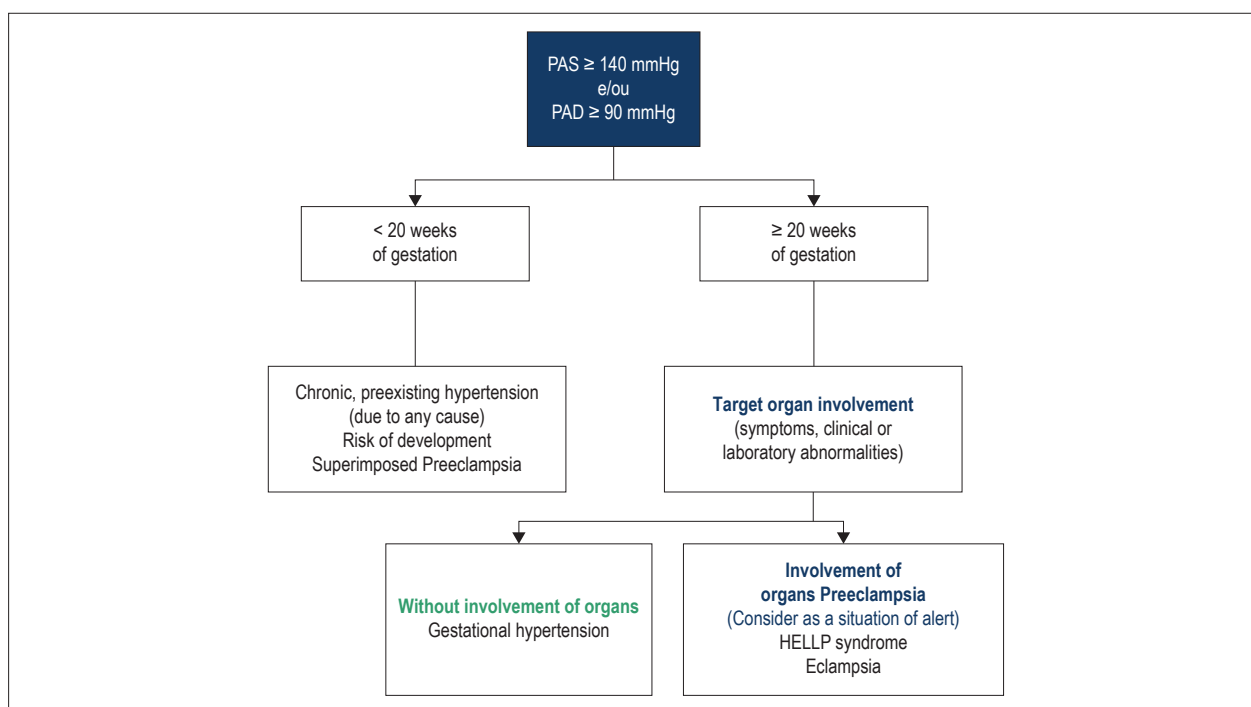 PAS ≥ 140 mmHg
e/ou
PAD ≥ 90 mmHg
< 20 weeks
of gestation
≥ 20 weeks
of gestation
Chronic, preexisting hypertension
(due to any cause)
Risk of development
Superimposed Preeclampsia
Target organ involvement
(symptoms, clinical or
laboratory abnormalities)
Without involvement of organs
Gestational hypertension
Involvement of
organs Preeclampsia
(Consider as a situation of alert)
HELLP syndrome
Eclampsia